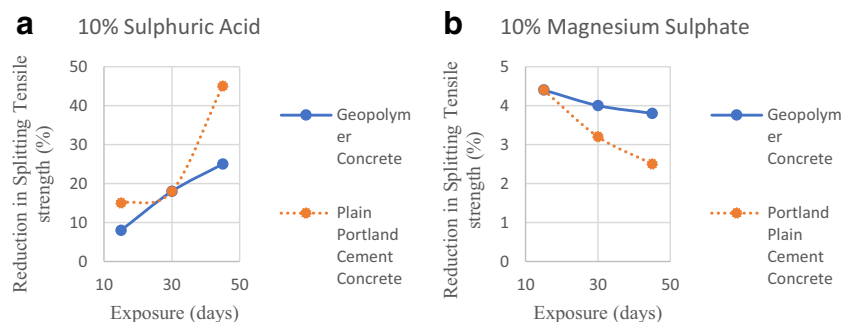 a
10% Sulphuric Acid
Reduction in Splitting Tensile
strength (%)
50
40
30
20
10
0
10
30
50
Exposure (days)
Geopolym
er
Concrete
Plain
Portland
Cement
Concrete
b
10% Magnesium Sulphate
Reduction in Splitting Tensile
strength (%)
5
4
3
2
1
0
10
30
50
Exposure (days)
Geopolym
er
Concrete
Portland
Plain
Cement
Concrete